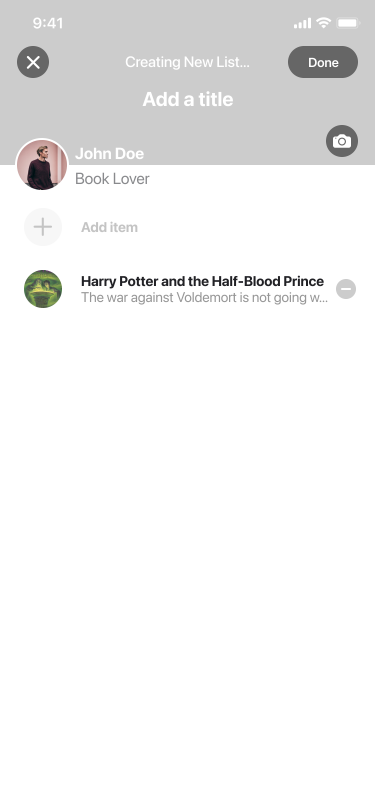 9:41
Creating New List...
Done
Add a title
John Doe
Book Lover
Add item
Harry Potter and the Half-Blood Prince
The war against Voldemort is not going w...